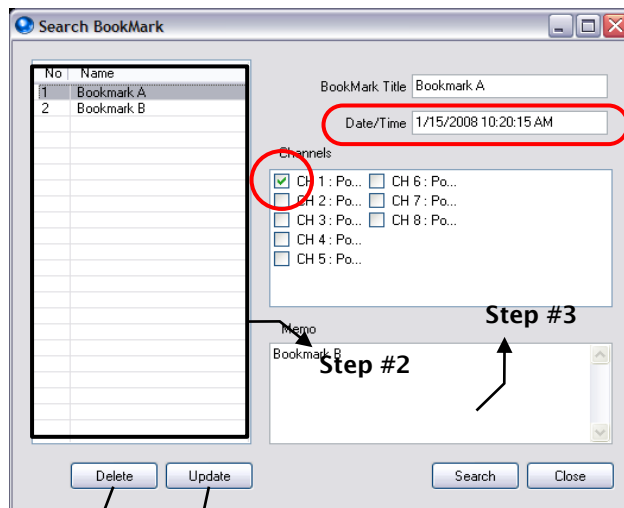 Search BookMark
No Name
1 Bookmark A
2 Bookmark B
BookMark Title Bookmark A
Date/Time 1/15/2008 10:20:15 AM
Channels
CH 1 : Po... CH 6 : Po...
CH 2 : Po... CH 7 : Po...
CH 3 : Po... CH 8 : Po...
CH 4 : Po...
CH 5 : Po...
Step #3
Memo
Bookmark B
Step #2
Delete Update Search Close